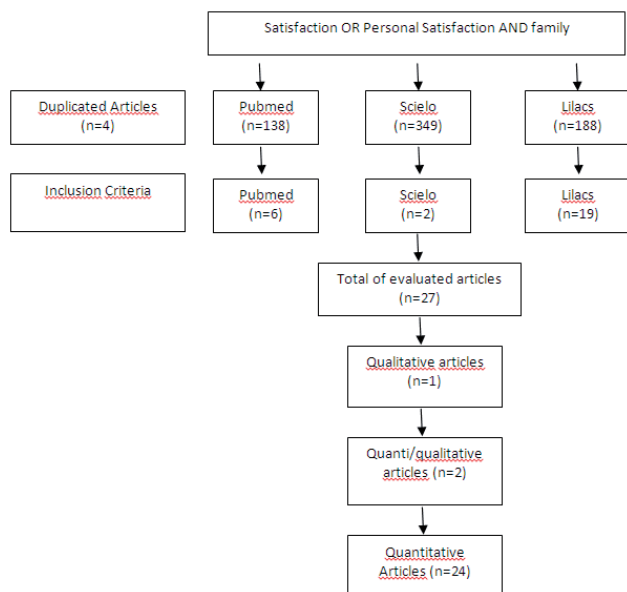 Satisfaction OR Personal Satisfaction AND family
Duplicated Articles
(n=4)
Pubmed
(n=138)
Scielo
(n=349)
Lilacs
(n=188)
Inclusion Criteria
Pubmed
(n=6)
Scielo
(n=2)
Lilacs
(n=19)
Total of evaluated articles
(n=27)
Qualitative articles
(n=1)
Quanti/qualitative
articles (n=2)
Quantitative
Articles (n=24)